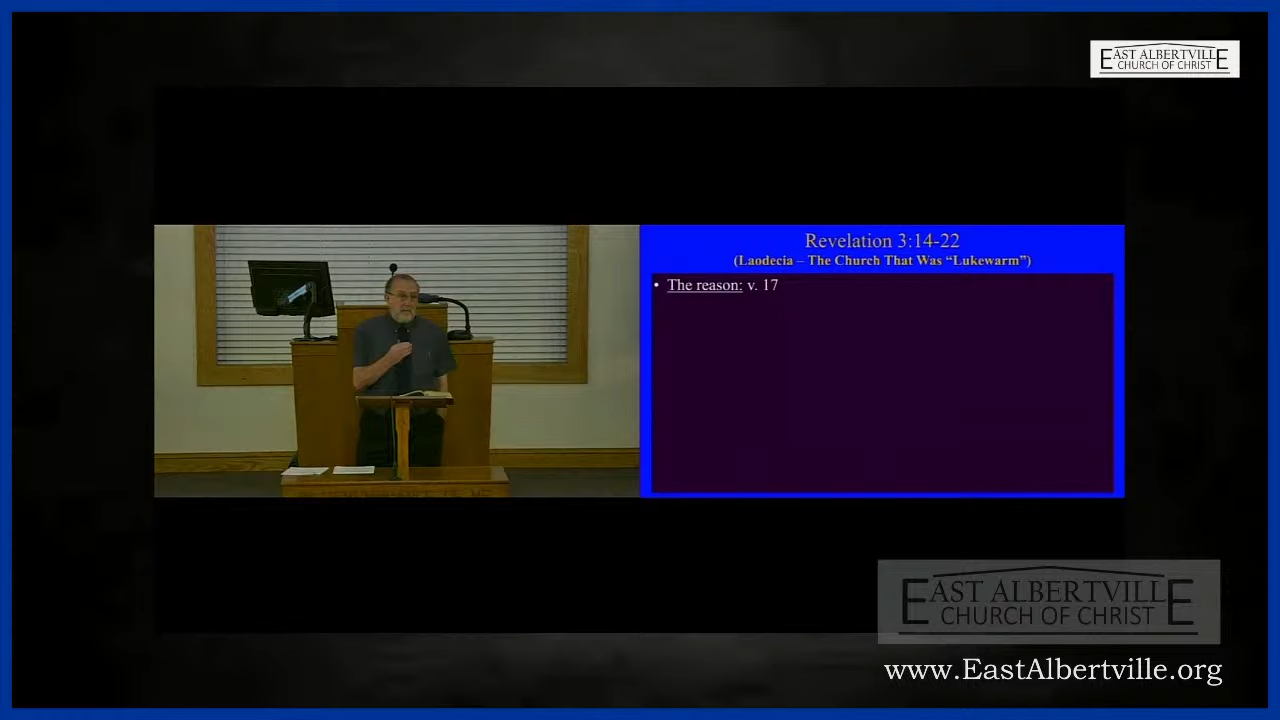 EAST ALBERTVILLE
CHURCH OF CHRIST
Revelation 3:14-22
(Laodecia – The Church That Was “Lukewarm”)
• The reason: v. 17
EAST ALBERTVILLE
CHURCH OF CHRIST
www.EastAlbertville.org